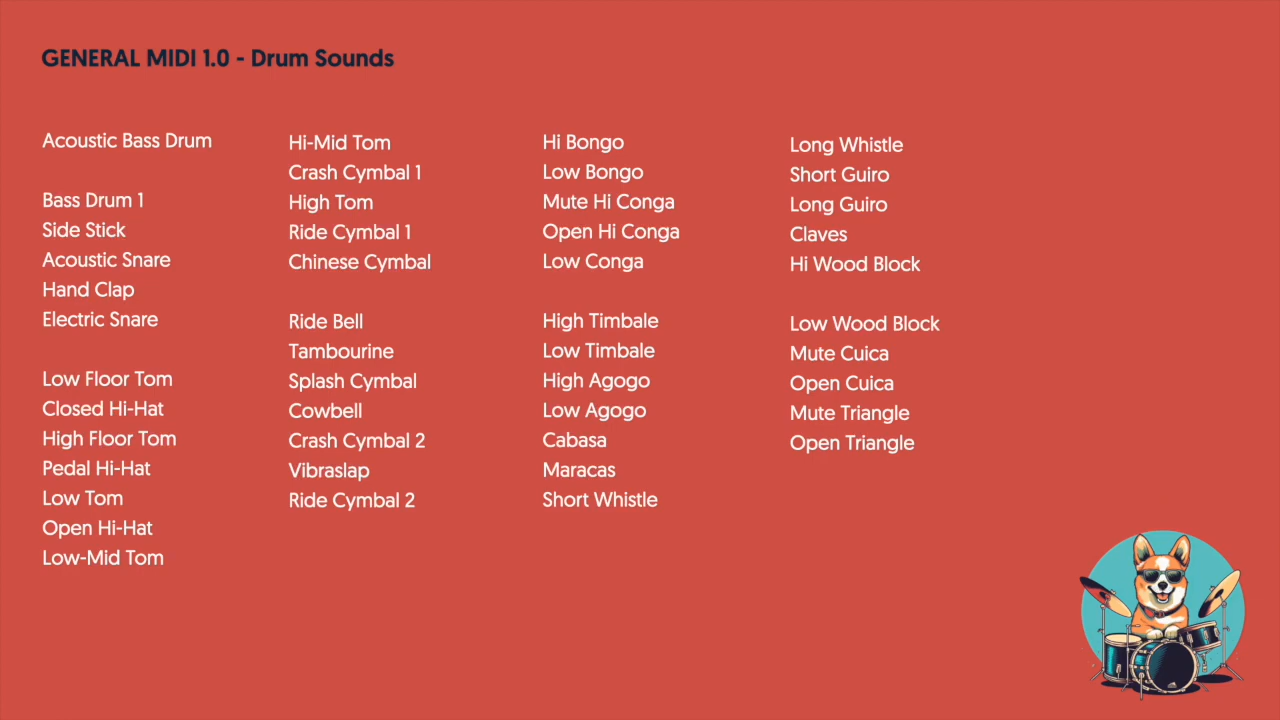 GENERAL MIDI 1.0 - Drum Sounds
Acoustic Bass Drum
Bass Drum 1
Side Stick
Acoustic Snare
Hand Clap
Electric Snare
Low Floor Tom
Closed Hi-Hat
High Floor Tom
Pedal Hi-Hat
Low Tom
Open Hi-Hat
Low-Mid Tom
Hi-Mid Tom
Crash Cymbal 1
High Tom
Ride Cymbal 1
Chinese Cymbal
Ride Bell
Tambourine
Splash Cymbal
Cowbell
Crash Cymbal 2
Vibraslap
Ride Cymbal 2
Hi Bongo
Low Bongo
Mute Hi Conga
Open Hi Conga
Low Conga
High Timbale
Low Timbale
High Agogo
Low Agogo
Cabasa
Maracas
Short Whistle
Long Whistle
Short Guiro
Long Guiro
Claves
Hi Wood Block
Low Wood Block
Mute Cuica
Open Cuica
Mute Triangle
Open Triangle